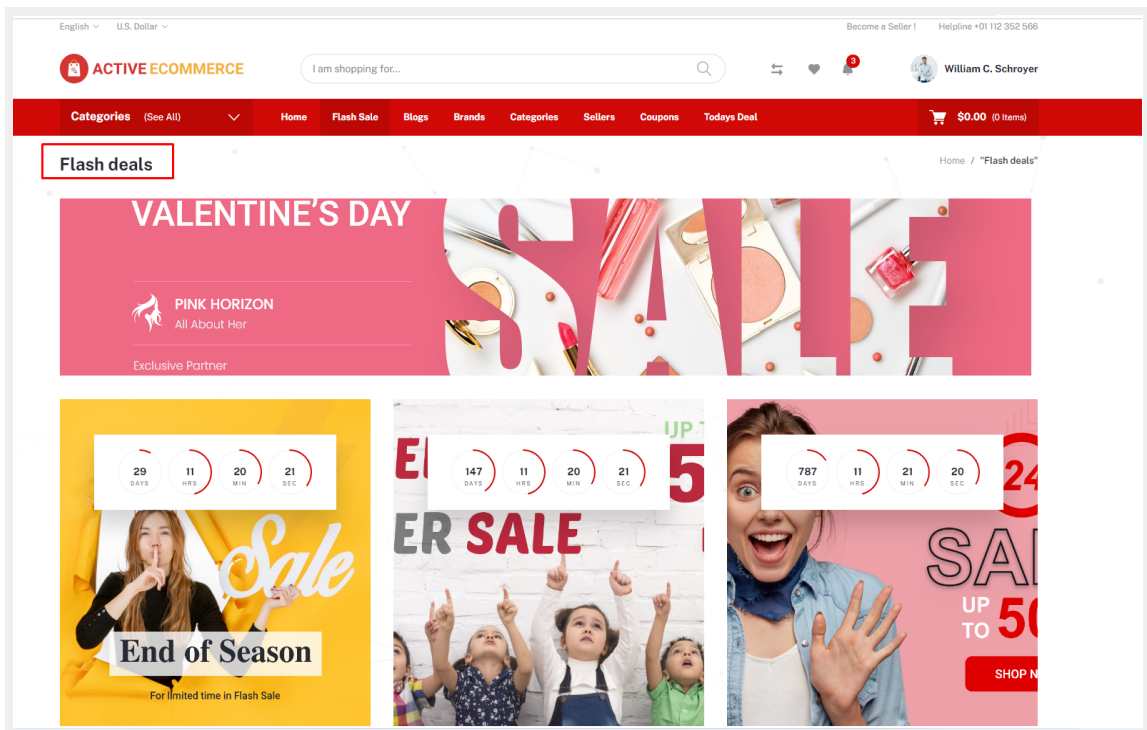 English U.S. Dollar Become a Seller ! Helpline +01 112 352 566
ACTIVE ECOMMERCE I am shopping for... 3 William C. Schroyer
Categories (See All) Home Flash Sale Blogs Brands Categories Sellers Coupons Todays Deal $0.00 (0 Items)
Flash deals Home / "Flash deals"
VALENTINE'S DAY
SALE
PINK HORIZON
All About Her
Exclusive Partner
29 DAYS 11 HRS 20 MIN 21 SEC
Sale
End of Season
For limited time in Flash Sale
UP
5
147 DAYS 11 HRS 20 MIN 21 SEC
ER SALE
787 DAYS 11 HRS 21 MIN 20 SEC
24
SAL
UP TO 50
SHOP N